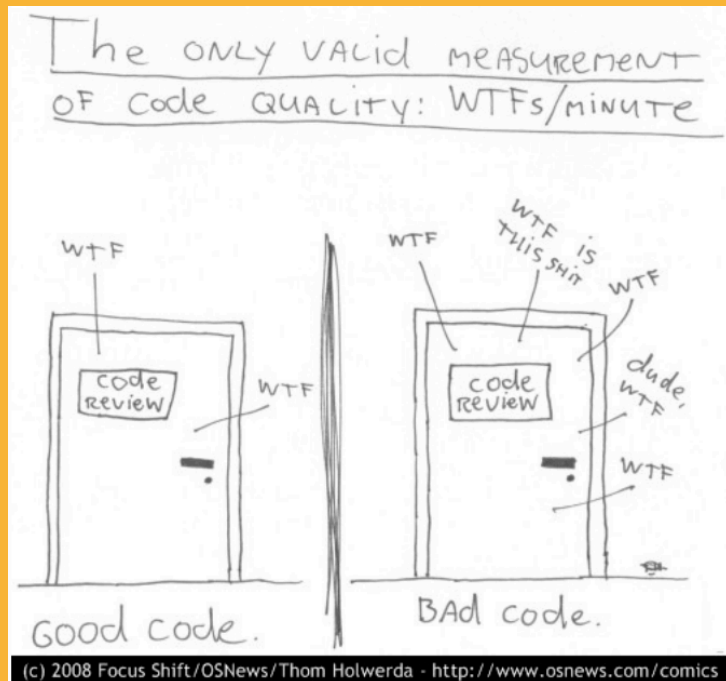 The ONLY VALID MEASUREMENT
OF Code QUALITY: WTFs/MINUTE
WTF
code
REVIEW
WTF
Good code.
WTF
WTF is
THIS SHIT
WTF
code
REVIEW
dude,
WTF
WTF
BAd code.
(c) 2008 Focus Shift/OSNews/Thom Holwerda - http://www.osnews.com/comics